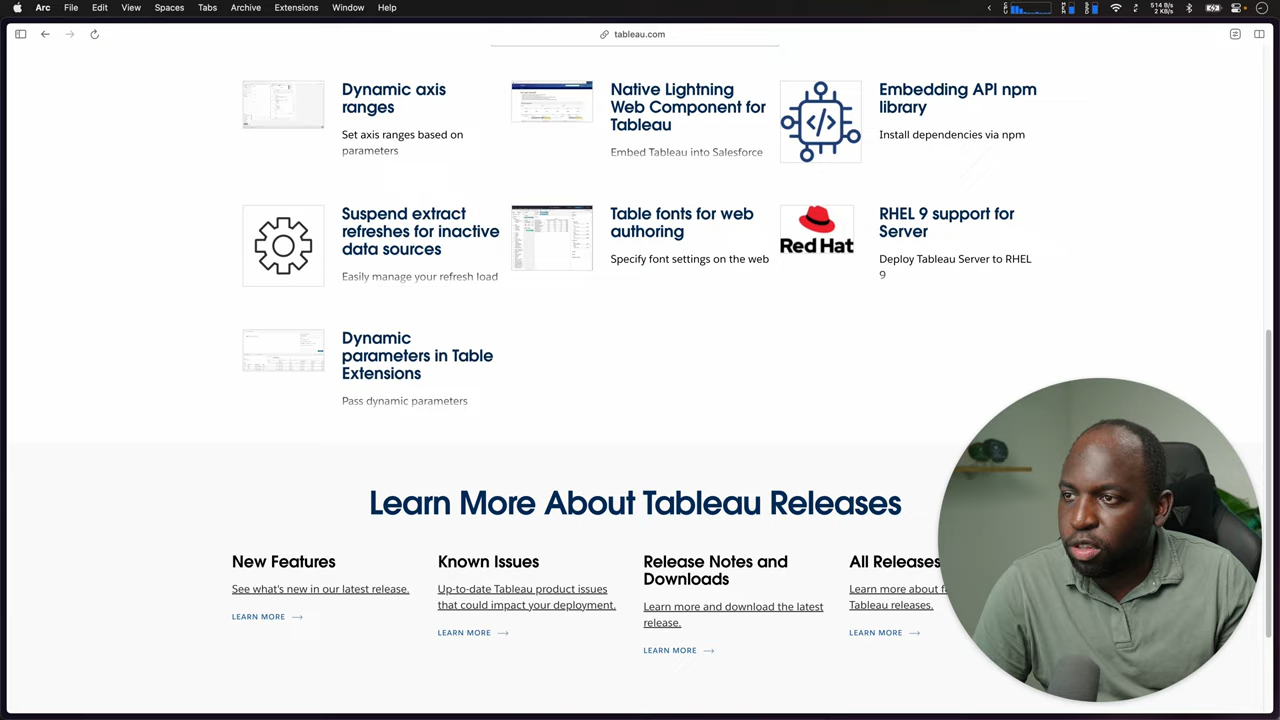 Arc File Edit View Spaces Tabs Archive Extensions Window Help
514 B/s
2 KB/s
tableau.com
Dynamic axis
ranges
Set axis ranges based on
parameters
Native Lightning
Web Component for
Tableau
Embed Tableau into Salesforce
Embedding API npm
library
Install dependencies via npm
Suspend extract
refreshes for inactive
data sources
Easily manage your refresh load
Table fonts for web
authoring
Specify font settings on the web
Red Hat
RHEL 9 support for
Server
Deploy Tableau Server to RHEL
9
Dynamic
parameters in Table
Extensions
Pass dynamic parameters
Learn More About Tableau Releases
New Features
See what's new in our latest release.
LEARN MORE
Known Issues
Up-to-date Tableau product issues
that could impact your deployment.
LEARN MORE
Release Notes and
Downloads
Learn more and download the latest
release.
LEARN MORE
All Releases
Learn more about
Tableau releases.
LEARN MORE